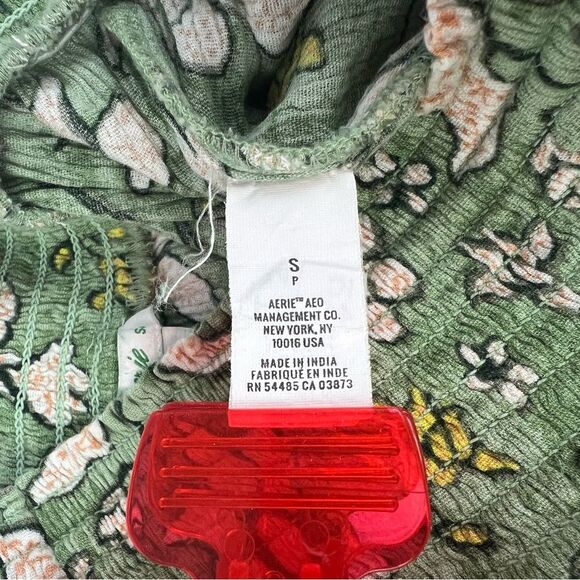 S
P
AERIE™ AEO
MANAGEMENT CO.
NEW YORK, NY
10016 USA
MADE IN INDIA
FABRIQUÉ EN INDE
RN 54485 CA 03873
S